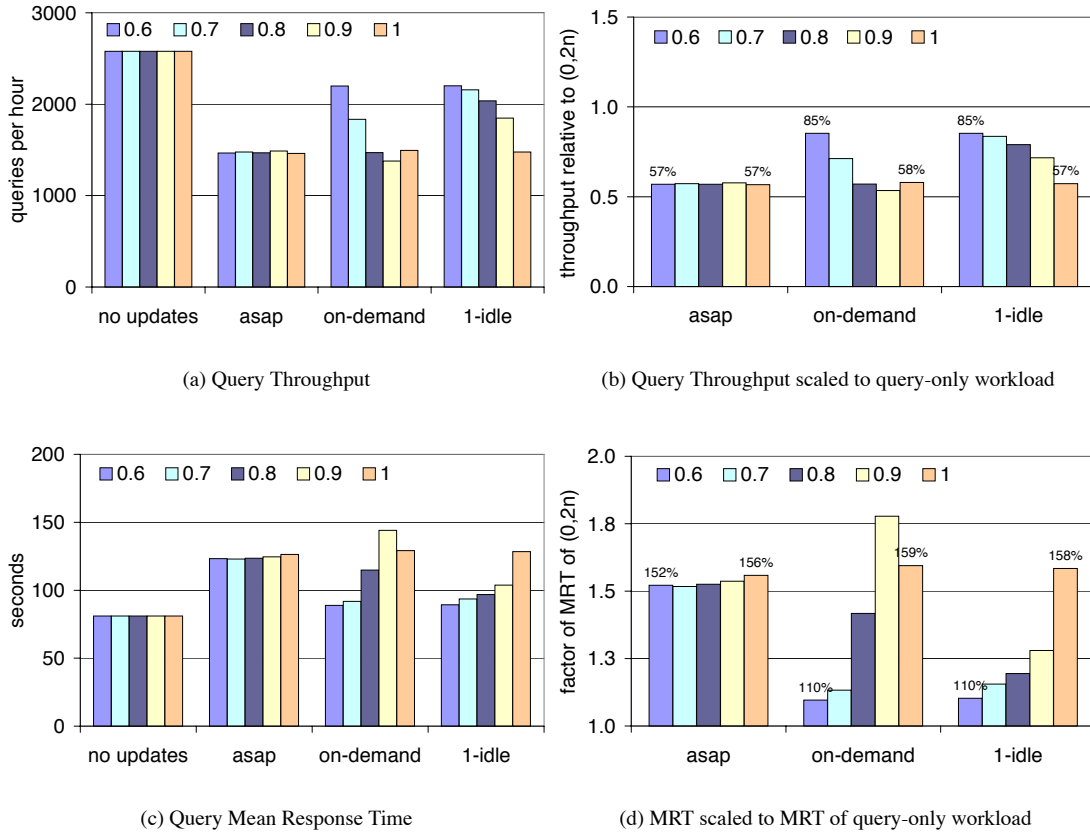 queries per hour
3000
2000
1000
0
0.6 0.7 0.8 0.9 1
no updates asap on-demand 1-idle
(a) Query Throughput
throughput relative to (0,2n)
1.5
1.0
0.5
0.0
0.6 0.7 0.8 0.9 1
57% 57% 85% 58% 85% 57%
asap on-demand 1-idle
(b) Query Throughput scaled to query-only workload
seconds
200
150
100
50
0
0.6 0.7 0.8 0.9 1
no updates asap on-demand 1-idle
(c) Query Mean Response Time
factor of MRT of (0,2n)
2.0
1.8
1.5
1.3
1.0
0.6 0.7 0.8 0.9 1
152% 156% 110% 159% 110% 158%
asap on-demand 1-idle
(d) MRT scaled to MRT of query-only workload